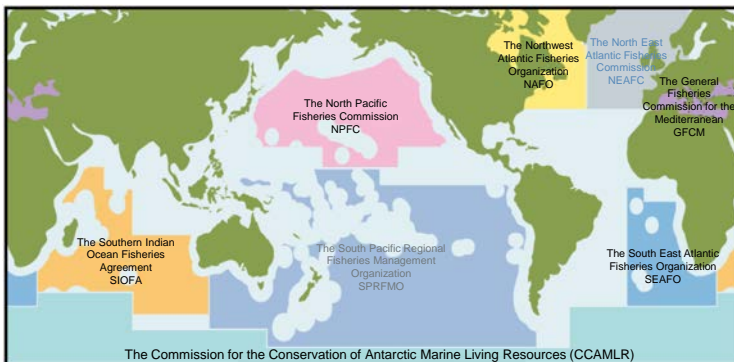 The Northwest
Atlantic Fisheries
Organization
NAFO
The North East
Atlantic Fisheries
Commission
NEAFC
The General
Fisheries
Commission for the
Mediterranean
GFCM
The North Pacific
Fisheries Commission
NPFC
The Southern Indian
Ocean Fisheries
Agreement
SIOFA
The South Pacific Regional
Fisheries Management
Organization
SPRFMO
The South East Atlantic
Fisheries Organization
SEAFO
The Commission for the Conservation of Antarctic Marine Living Resources (CCAMLR)